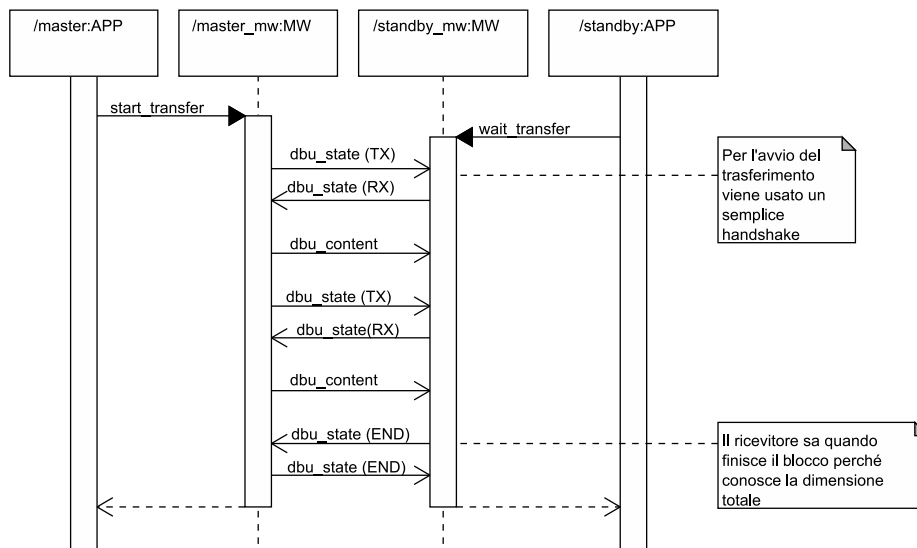 /master:APP
/master_mw:MW
/standby_mw:MW
/standby:APP
start_transfer
wait_transfer
dbu_state (TX)
dbu_state (RX)
Per l'avvio del
trasferimento
viene usato un
semplice
handshake
dbu_content
dbu_state (TX)
dbu_state(RX)
dbu_content
dbu_state (END)
dbu_state (END)
Il ricevitore sa quando
finisce il blocco perché
conosce la dimensione
totale